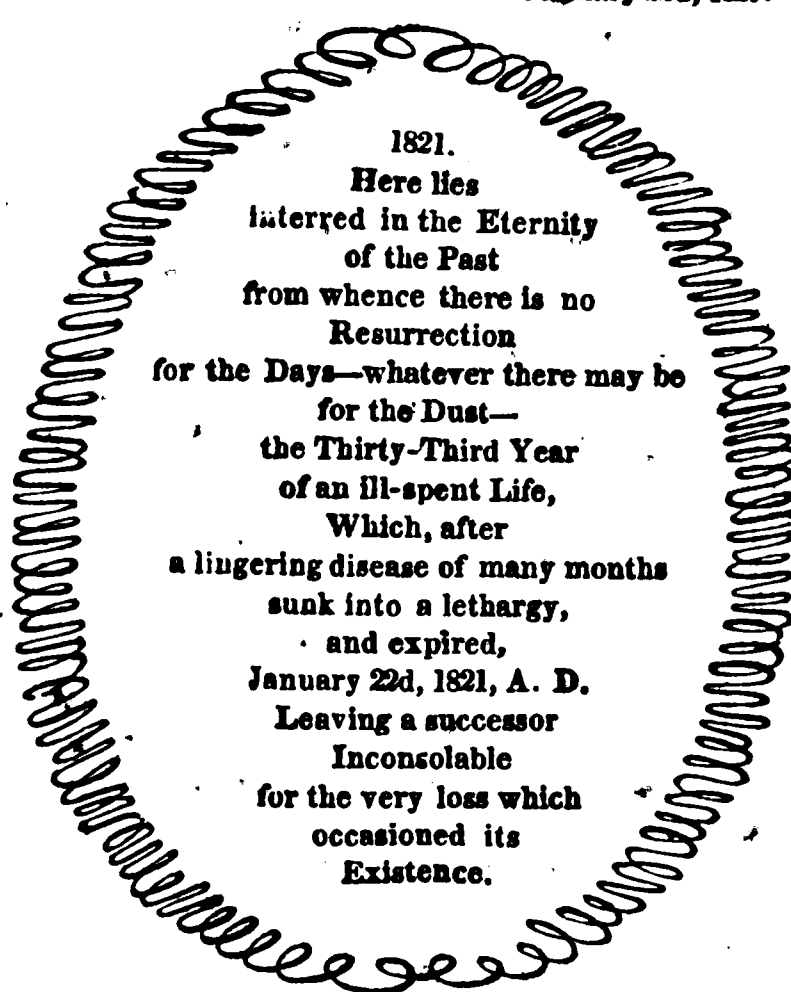 1821.
Here lies
interred in the Eternity
of the Past
from whence there is no
Resurrection
for the Days—whatever there may be
for the Dust—
the Thirty-Third Year
of an ill-spent Life,
Which, after
a lingering disease of many months
sunk into a lethargy,
and expired,
January 22d, 1821, A. D.
Leaving a successor
Inconsolable
for the very loss which
occasioned its
Existence.